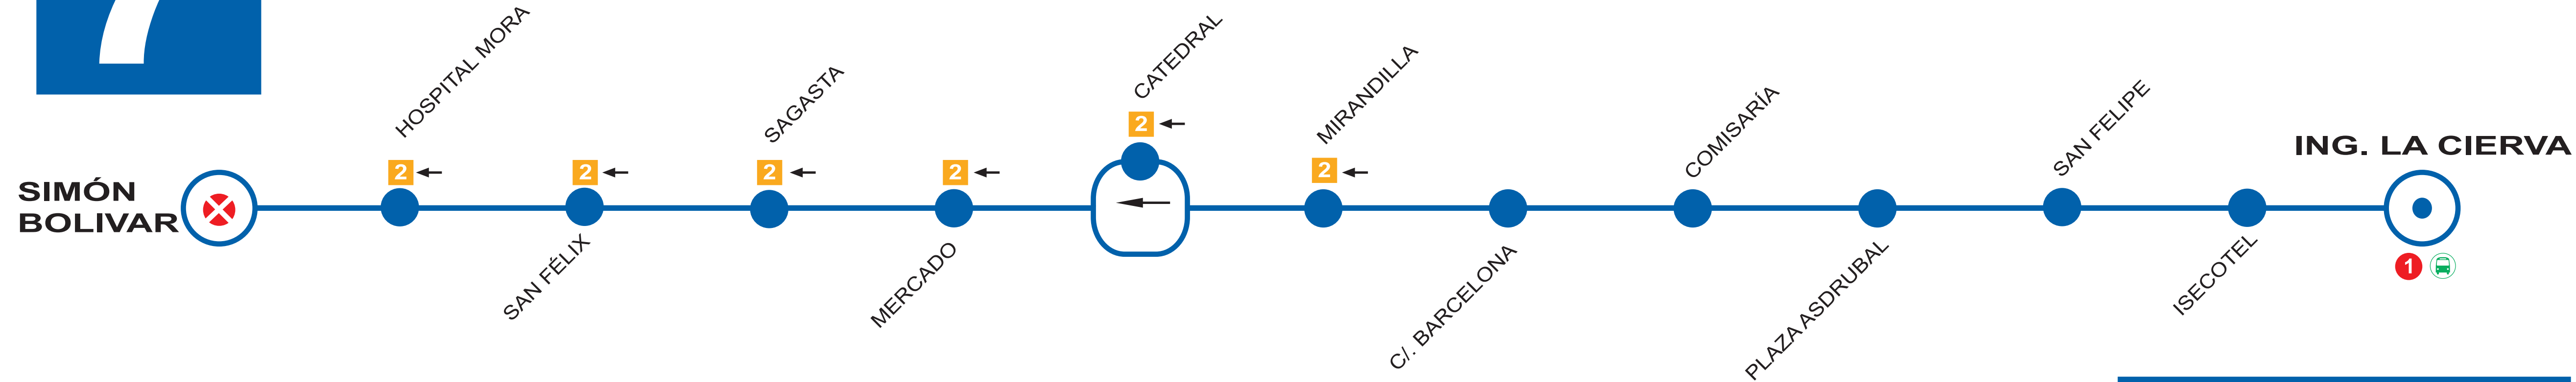 7
SIMÓN
BOLIVAR
HOSPITAL MORA
2
SAN FÉLIX
2
SAGASTA
2
MERCADO
2
CATEDRAL
2
MIRANDILLA
2
C/. BARCELONA
COMISARÍA
PLAZA ASDRUBAL
SAN FELIPE
ISECOTEL
ING. LA CIERVA
1